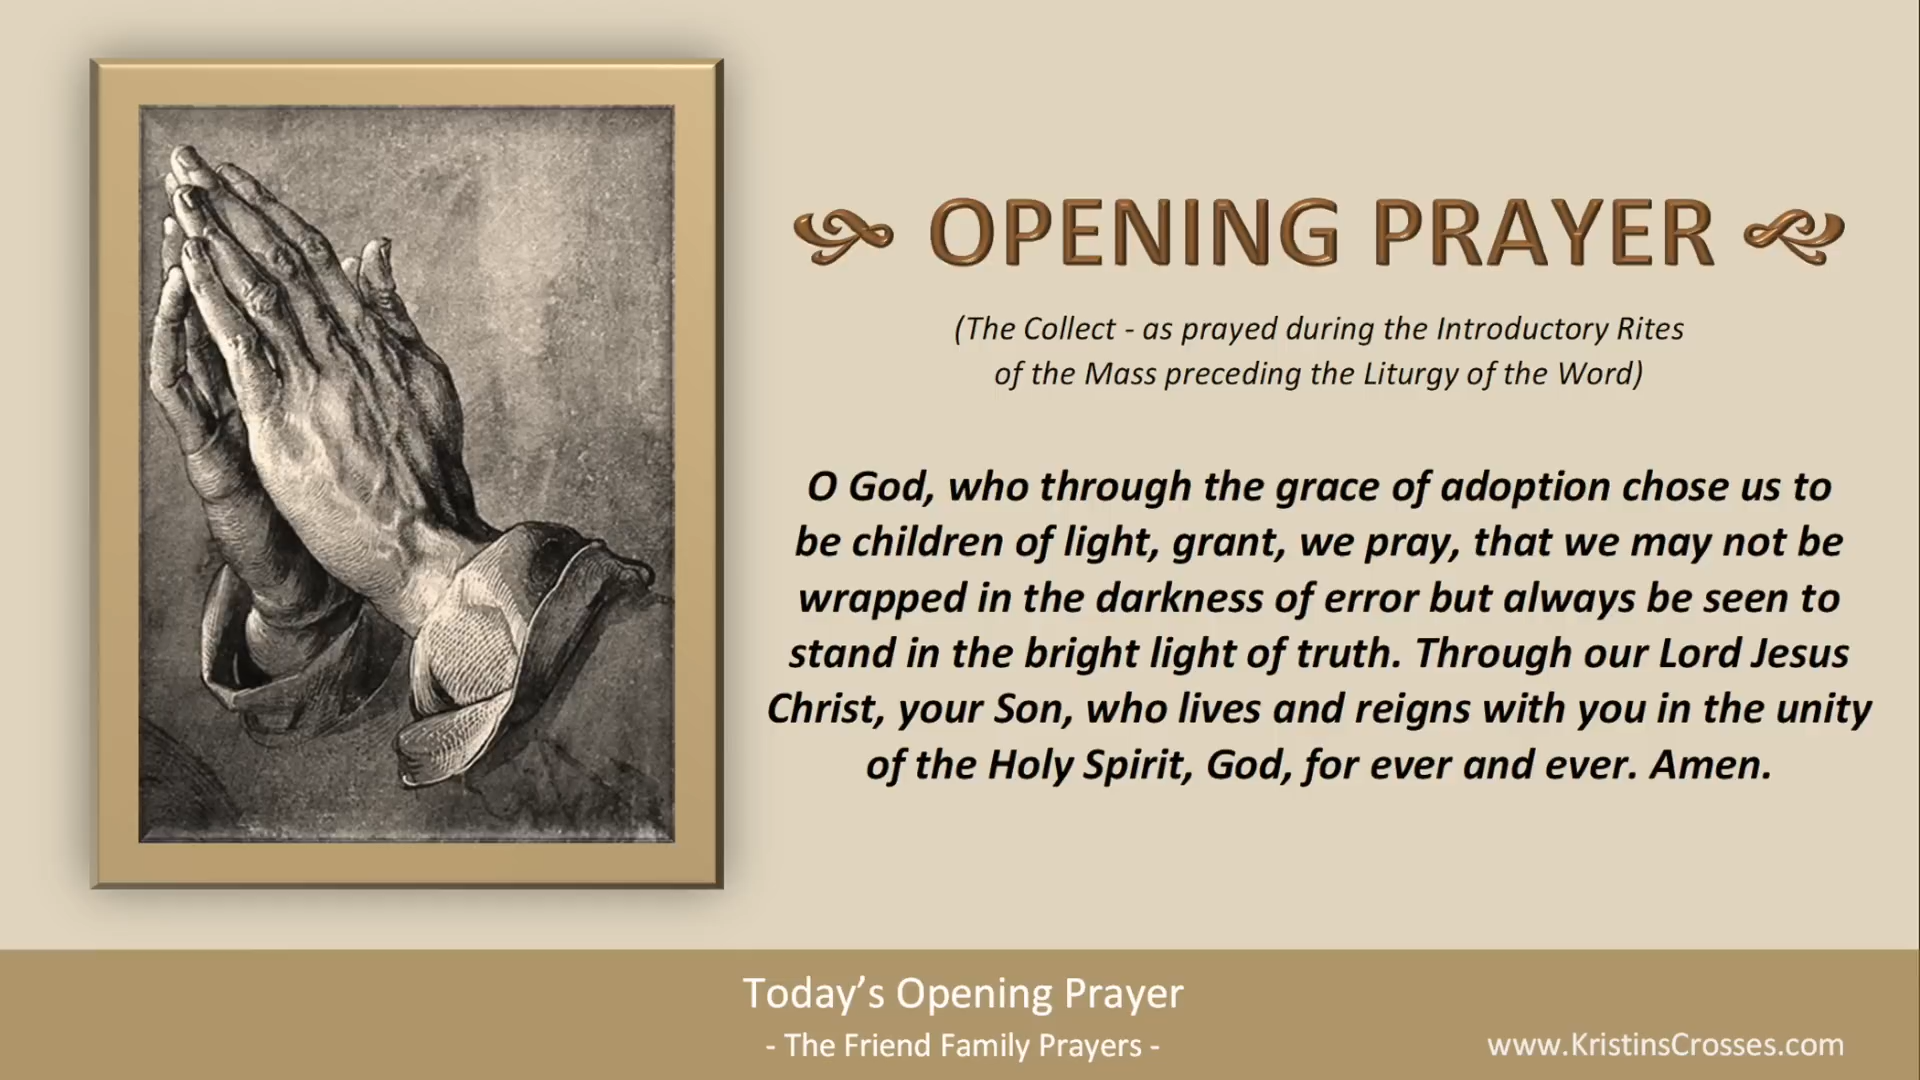 OPENING PRAYER
(The Collect - as prayed during the Introductory Rites
of the Mass preceding the Liturgy of the Word)
O God, who through the grace of adoption chose us to
be children of light, grant, we pray, that we may not be
wrapped in the darkness of error but always be seen to
stand in the bright light of truth. Through our Lord Jesus
Christ, your Son, who lives and reigns with you in the unity
of the Holy Spirit, God, for ever and ever. Amen.
Today’s Opening Prayer
- The Friend Family Prayers -
www.KristinsCrosses.com